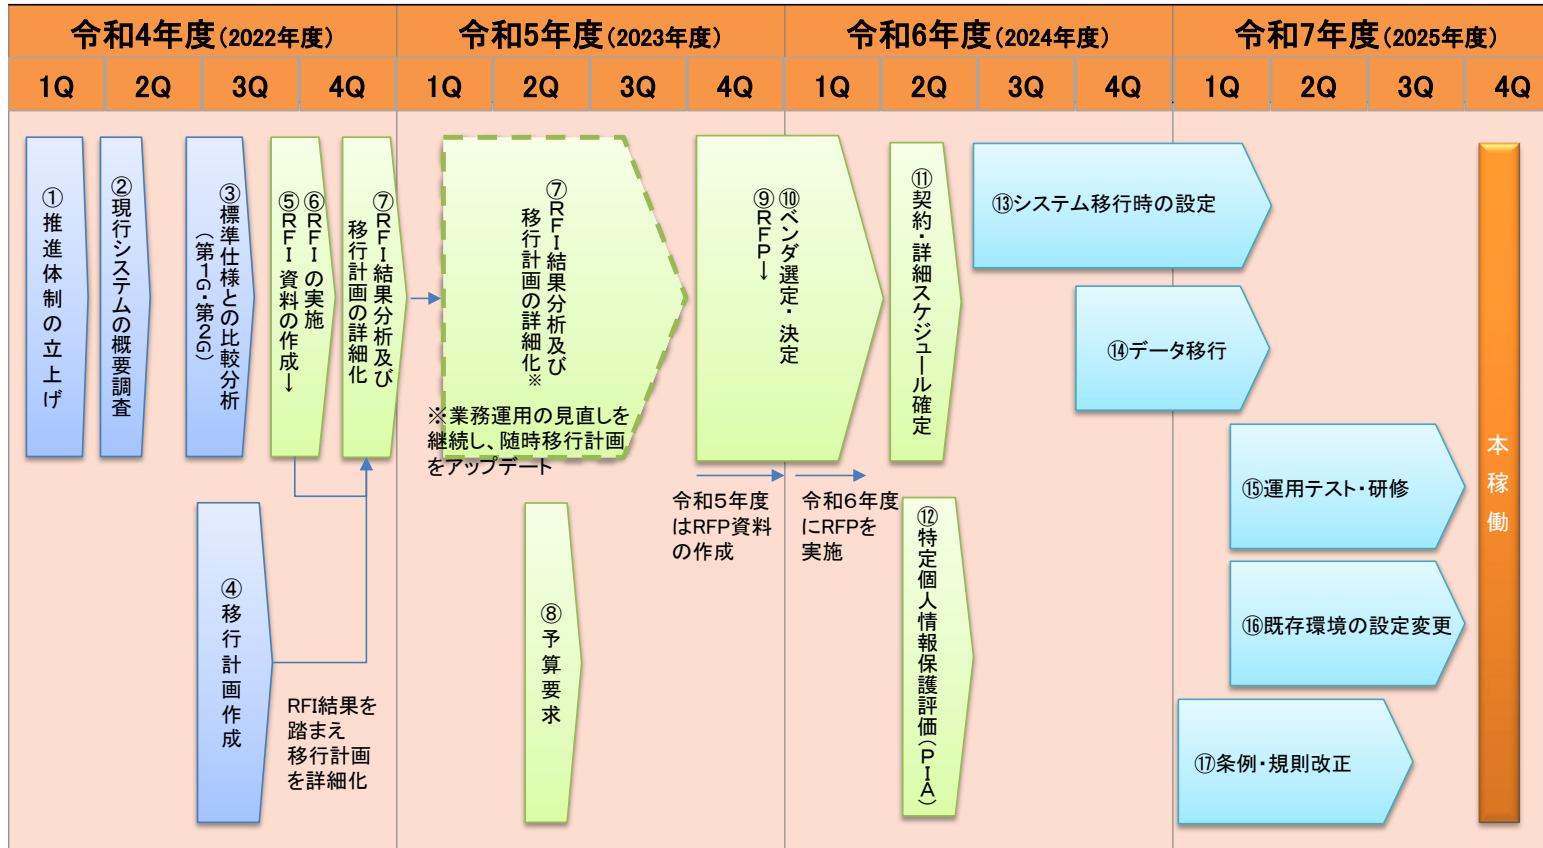 令和4年度(2022年度)
令和5年度(2023年度)
令和6年度(2024年度)
令和7年度(2025年度)
1Q
2Q
3Q
4Q
1Q
2Q
3Q
4Q
1Q
2Q
3Q
4Q
1Q
2Q
3Q
4Q
①推進体制の立上げ
②現行システムの概要調査
③標準仕様との比較分析
(第1G・第2G)
④移行計画作成
⑥RFIの実施
⑤RFI資料の作成↓
⑦RFI結果分析及び
移行計画の詳細化
RFI結果を
踏まえ
移行計画
を詳細化
⑦RFI結果分析及び
移行計画の詳細化※
※業務運用の見直しを
継続し、随時移行計画
をアップデート
⑧予算要求
⑩ベンダ選定・決定
⑨RFP↓
令和5年度
はRFP資料
の作成
令和6年度
にRFPを
実施
⑪契約・詳細スケジュール確定
⑫特定個人情報保護評価(PIA)
⑬システム移行時の設定
⑭データ移行
⑮運用テスト・研修
⑯既存環境の設定変更
⑰条例・規則改正
本稼働